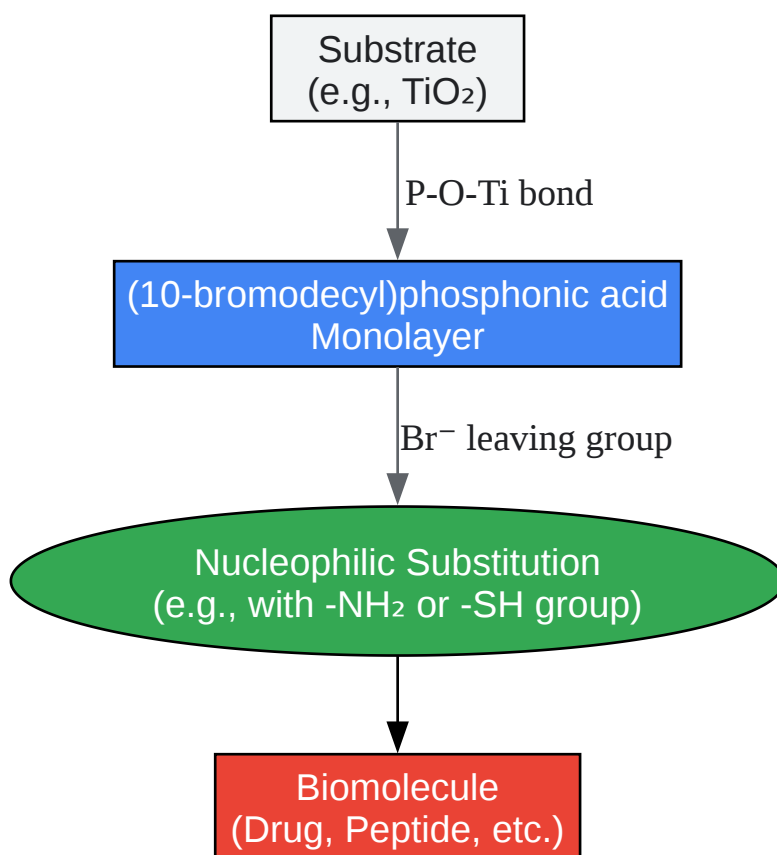 Substrate
(e.g., TiO₂)
P-O-Ti bond
(10-bromodecyl)phosphonic acid
Monolayer
Br⁻ leaving group
Nucleophilic Substitution
(e.g., with -NH₂ or -SH group)
Biomolecule
(Drug, Peptide, etc.)